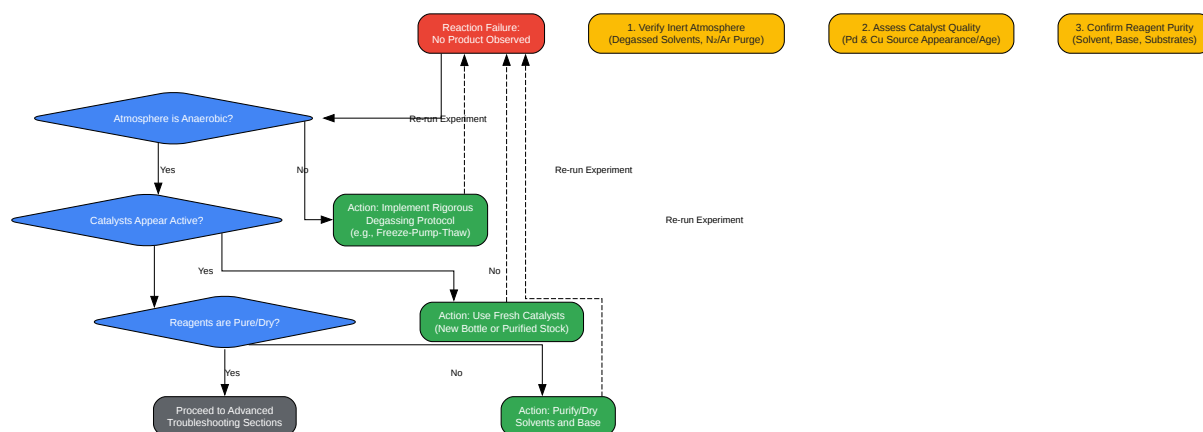 Reaction Failure:
No Product Observed
1. Verify Inert Atmosphere
(Degassed Solvents, N₂/Ar Purge)
2. Assess Catalyst Quality
(Pd & Cu Source Appearance/Age)
3. Confirm Reagent Purity
(Solvent, Base, Substrates)
Atmosphere is Anaerobic?
Re-run Experiment
Yes
No
Re-run Experiment
Catalysts Appear Active?
Action: Implement Rigorous
Degassing Protocol
(e.g., Freeze-Pump-Thaw)
Re-run Experiment
Yes
No
Reagents are Pure/Dry?
Action: Use Fresh Catalysts
(New Bottle or Purified Stock)
Yes
No
Proceed to Advanced
Troubleshooting Sections
Action: Purify/Dry
Solvents and Base